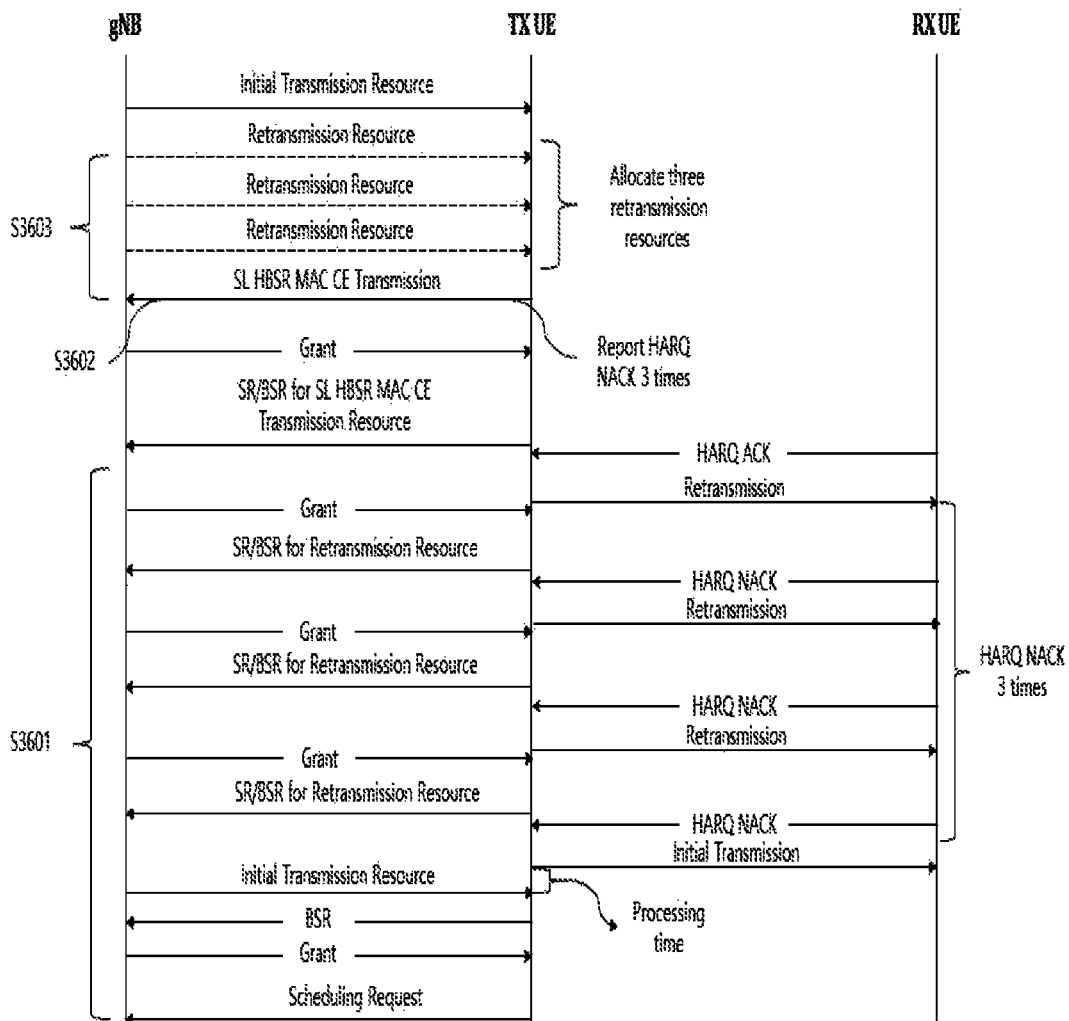 gNB
TX UE
RX UE
Initial Transmission Resource
Retransmission Resource
Retransmission Resource
Retransmission Resource
Allocate three
retransmission
resources
S3603
SL HBSR MAC CE Transmission
S3602
Grant
Report HARQ
NACK 3 times
SR/BSR for SL HBSR MAC CE
Transmission Resource
HARQ ACK
Retransmission
Grant
SR/BSR for Retransmission Resource
HARQ NACK
Retransmission
Grant
SR/BSR for Retransmission Resource
HARQ NACK
3 times
HARQ NACK
Retransmission
S3601
Grant
SR/BSR for Retransmission Resource
HARQ NACK
Initial Transmission
Initial Transmission Resource
Processing
time
BSR
Grant
Scheduling Request